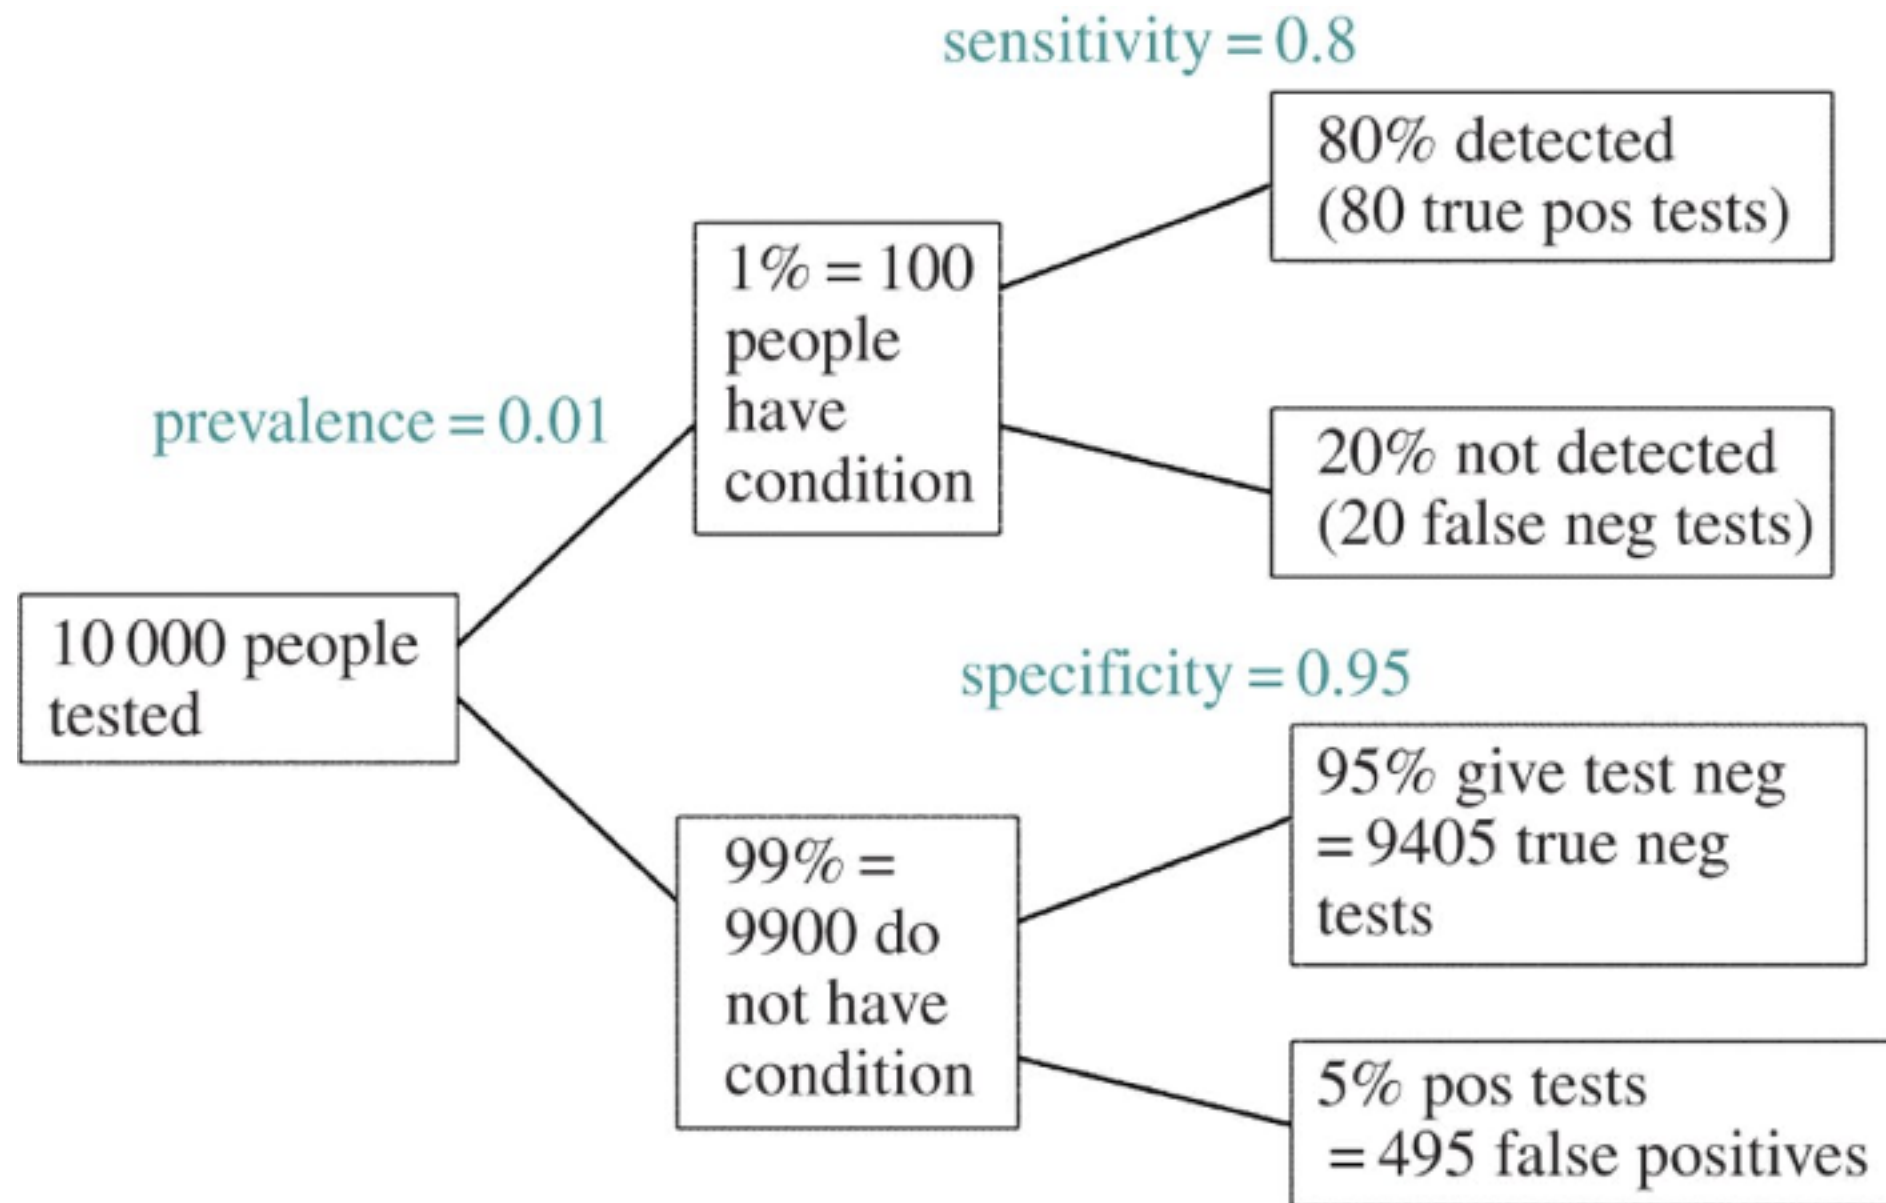 sensitivity = 0.8
80% detected
(80 true pos tests)
1% = 100
people
have
condition
prevalence = 0.01
20% not detected
(20 false neg tests)
10 000 people
tested
specificity = 0.95
95% give test neg
= 9405 true neg
tests
99% =
9900 do
not have
condition
5% pos tests
= 495 false positives